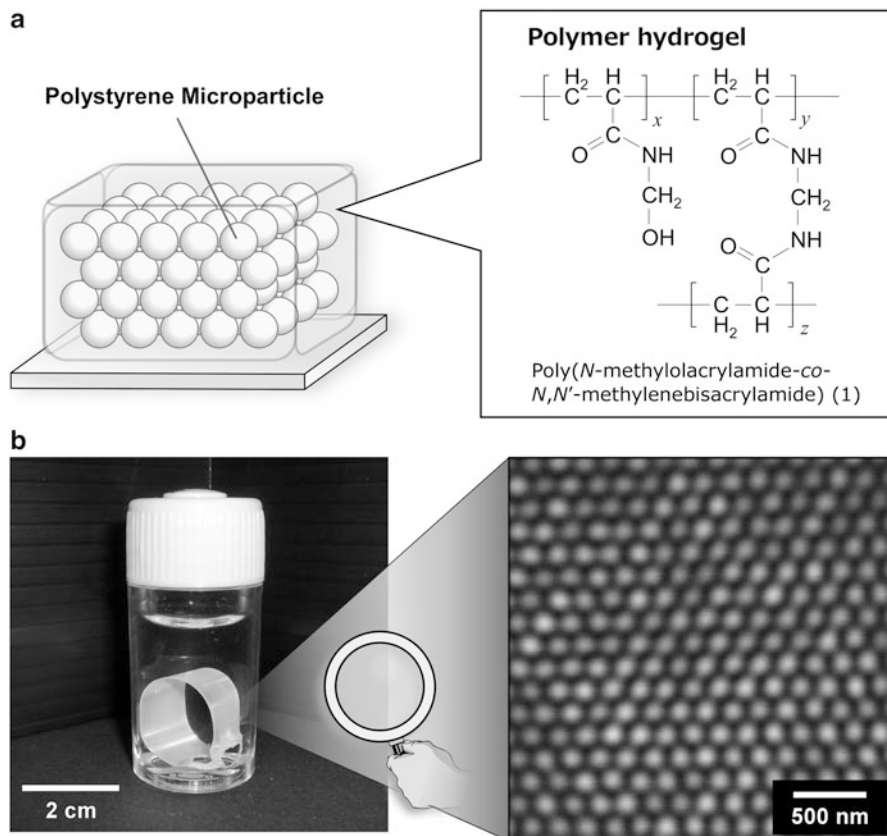 a
Polystyrene Microparticle
Polymer hydrogel
H₂ H H₂ H
C C C C
x y
C C
O NH O NH
CH₂ CH₂
OH NH
O
C
C C
H₂ H z
Poly(N-methylolacrylamide-co-
N,N'-methylenebisacrylamide) (1)
b
2 cm
500 nm